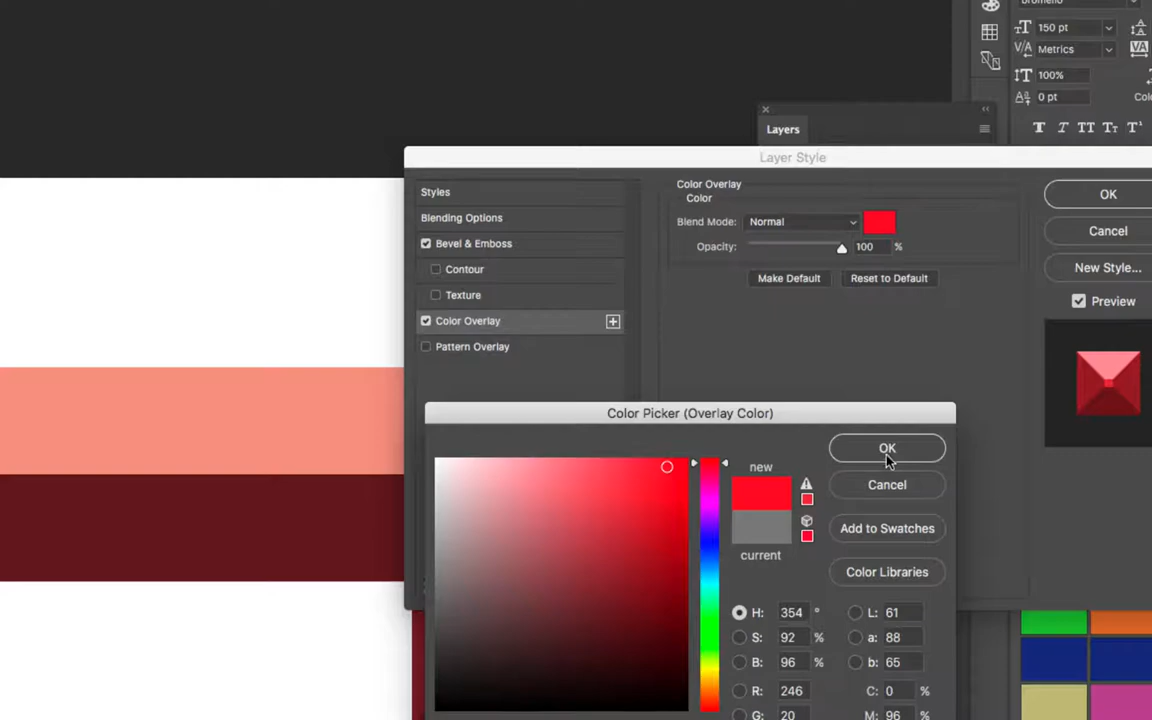 bromello
150 pt
Metrics
VA
100%
0 pt
Colo
Layers
Layer Style
Styles
Blending Options
Bevel & Emboss
Contour
Texture
Color Overlay
Pattern Overlay
Color Overlay
Color
Blend Mode: Normal
Opacity: 100 %
Make Default
Reset to Default
OK
Cancel
New Style...
Preview
Color Picker (Overlay Color)
new
current
OK
Cancel
Add to Swatches
Color Libraries
H: 354 °
S: 92 %
B: 96 %
R: 246
G: 20
L: 61
a: 88
b: 65
C: 0 %
M: 96 %